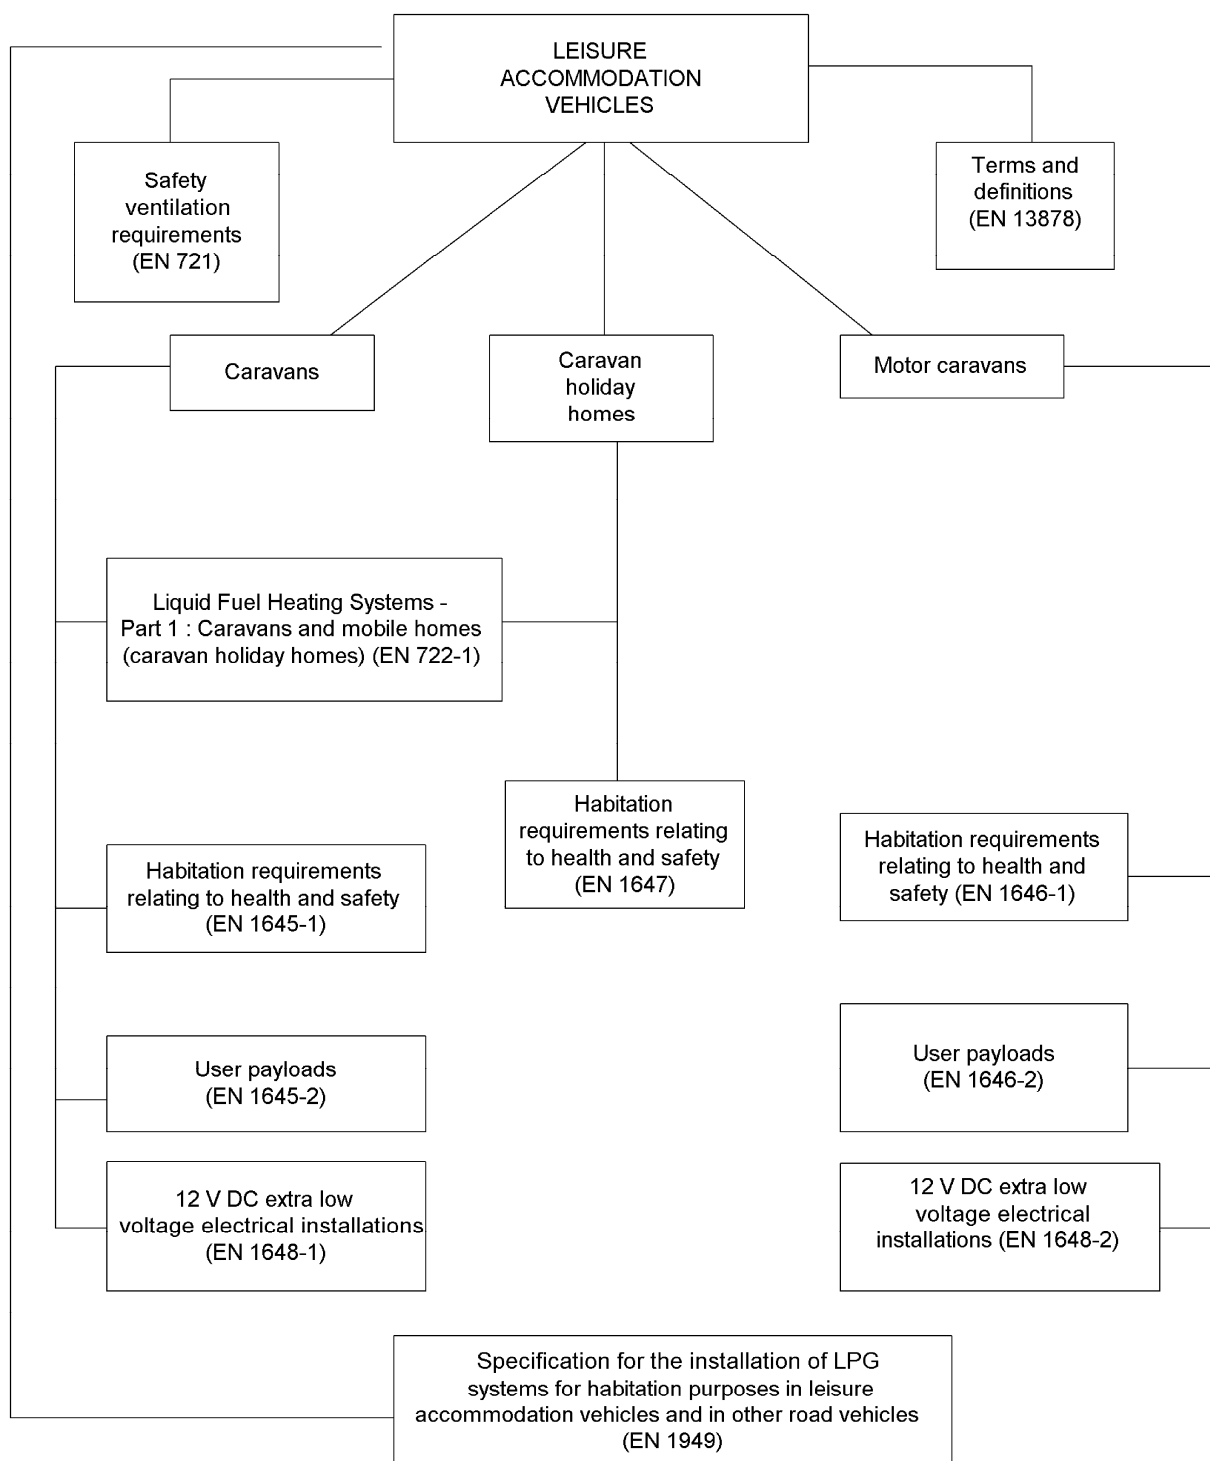 LEISURE
ACCOMMODATION
VEHICLES
Safety
ventilation
requirements
(EN 721)
Terms and
definitions
(EN 13878)
Caravans
Caravan
holiday
homes
Motor caravans
Liquid Fuel Heating Systems -
Part 1 : Caravans and mobile homes
(caravan holiday homes) (EN 722-1)
Habitation
requirements relating
to health and safety
(EN 1647)
Habitation requirements
relating to health and safety
(EN 1645-1)
Habitation requirements
relating to health and
safety (EN 1646-1)
User payloads
(EN 1645-2)
User payloads
(EN 1646-2)
12 V DC extra low
voltage electrical installations
(EN 1648-1)
12 V DC extra low
voltage electrical
installations (EN 1648-2)
Specification for the installation of LPG
systems for habitation purposes in leisure
accommodation vehicles and in other road vehicles
(EN 1949)